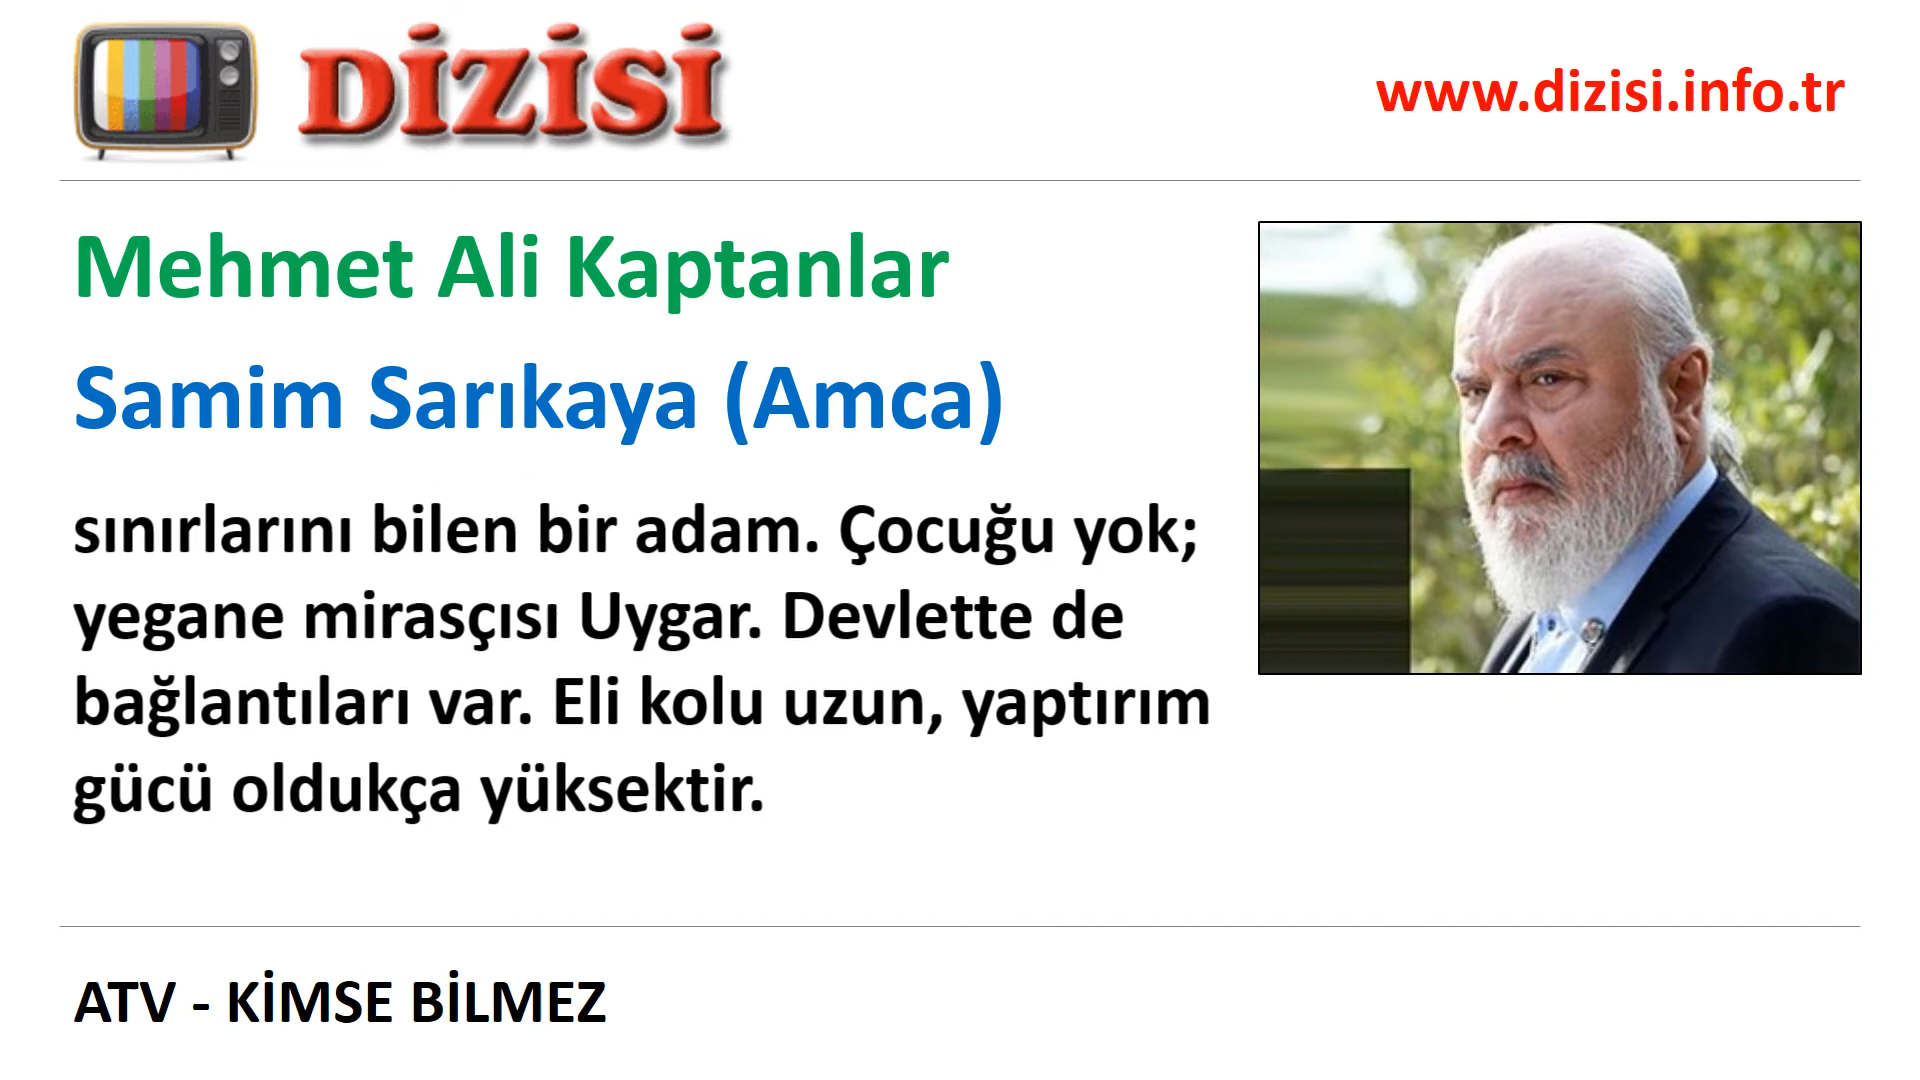 DİZİSİ
www.dizisi.info.tr
Mehmet Ali Kaptanlar
Samim Sarıkaya (Amca)
sınırlarını bilen bir adam. Çocuğu yok;
yegane mirasçısı Uygar. Devlette de
bağlantıları var. Eli kolu uzun, yaptırım
gücü oldukça yüksektir.
ATV - KİMSE BİLMEZ